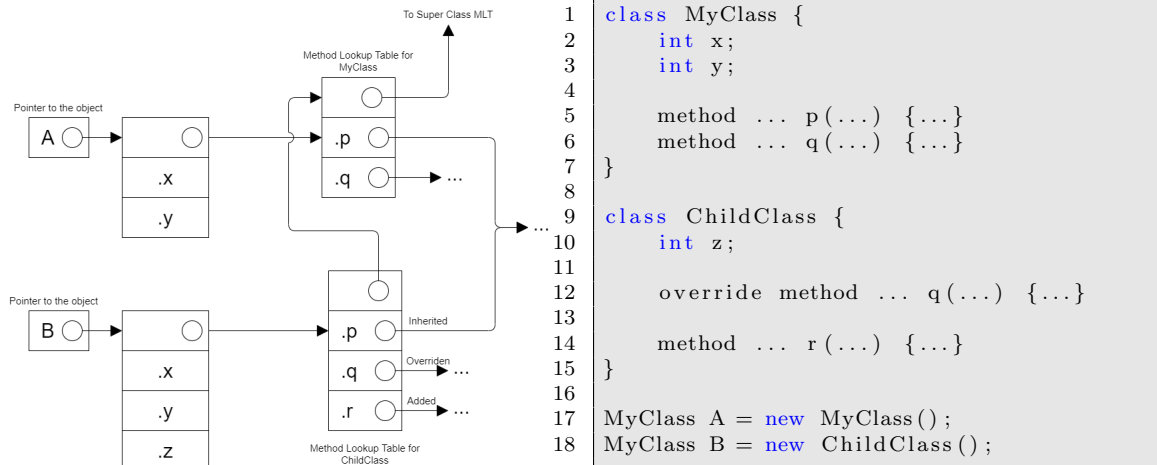 To Super Class MLT
Method Lookup Table for
MyClass
Pointer to the object
A
.x
.y
.p
.q
...
...
Pointer to the object
B
.x
.y
.z
.p
Inherited
.q
Overriden
...
.r
Added
...
Method Lookup Table for
ChildClass
1 class MyClass {
2 int x;
3 int y;
4
5 method ... p(...) {...}
6 method ... q(...) {...}
7 }
8
9 class ChildClass {
10 int z;
11
12 override method ... q(...) {...}
13
14 method ... r(...) {...}
15 }
16
17 MyClass A = new MyClass();
18 MyClass B = new ChildClass();